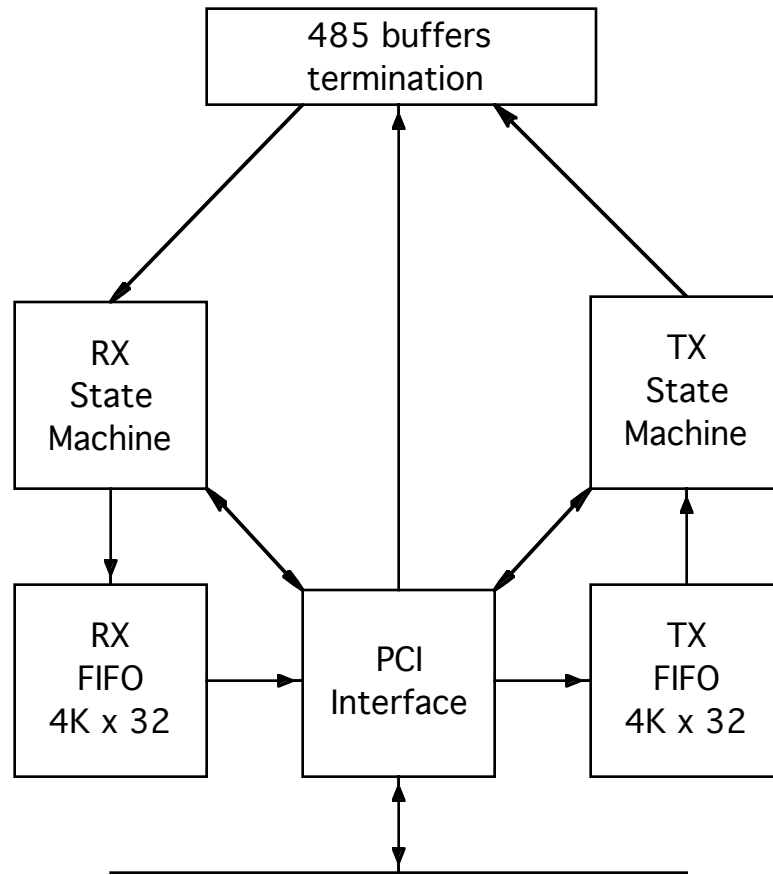 485 buffers
termination
RX
State
Machine
TX
State
Machine
RX
FIFO
4K x 32
PCI
Interface
TX
FIFO
4K x 32